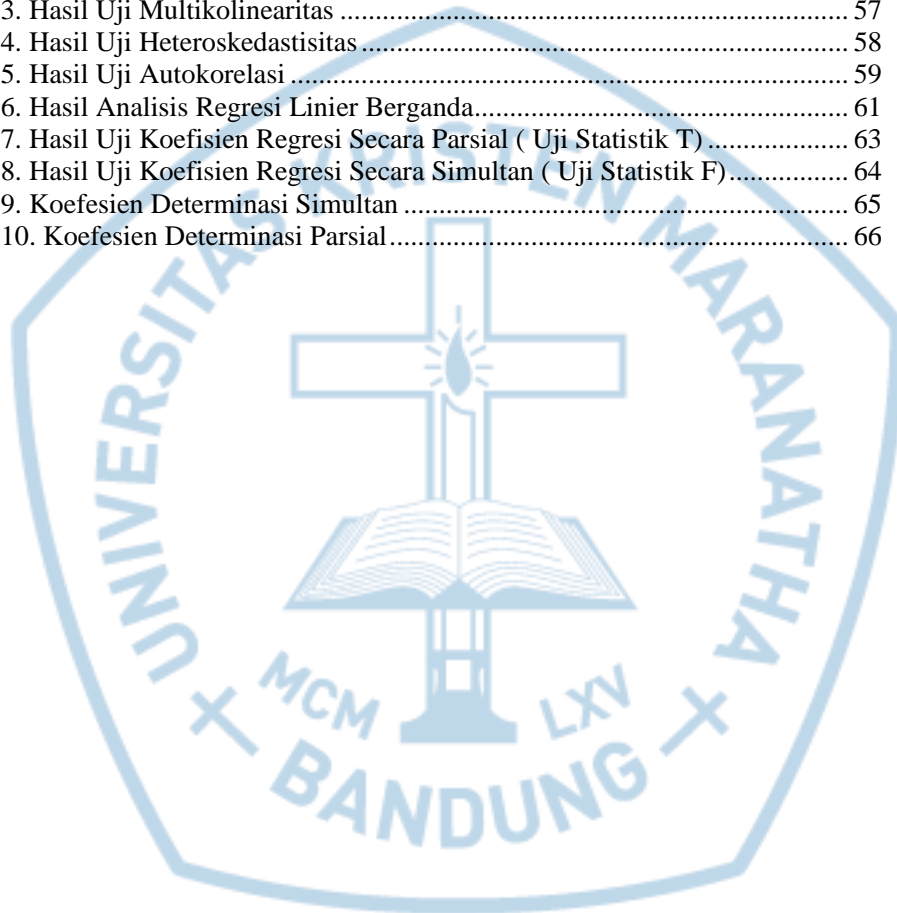 3. Hasil Uji Multikolinearitas ........................................................................ 57
4. Hasil Uji Heteroskedastisitas ..................................................................... 58
5. Hasil Uji Autokorelasi ............................................................................... 59
6. Hasil Analisis Regresi Linier Berganda...................................................... 61
7. Hasil Uji Koefisien Regresi Secara Parsial ( Uji Statistik T) .................... 63
8. Hasil Uji Koefisien Regresi Secara Simultan ( Uji Statistik F)................. 64
9. Koefesien Determinasi Simultan ............................................................... 65
10. Koefesien Determinasi Parsial................................................................. 66
UNIVERSITAS KRISTEN MARANATHA
MCM LXV
BANDUNG